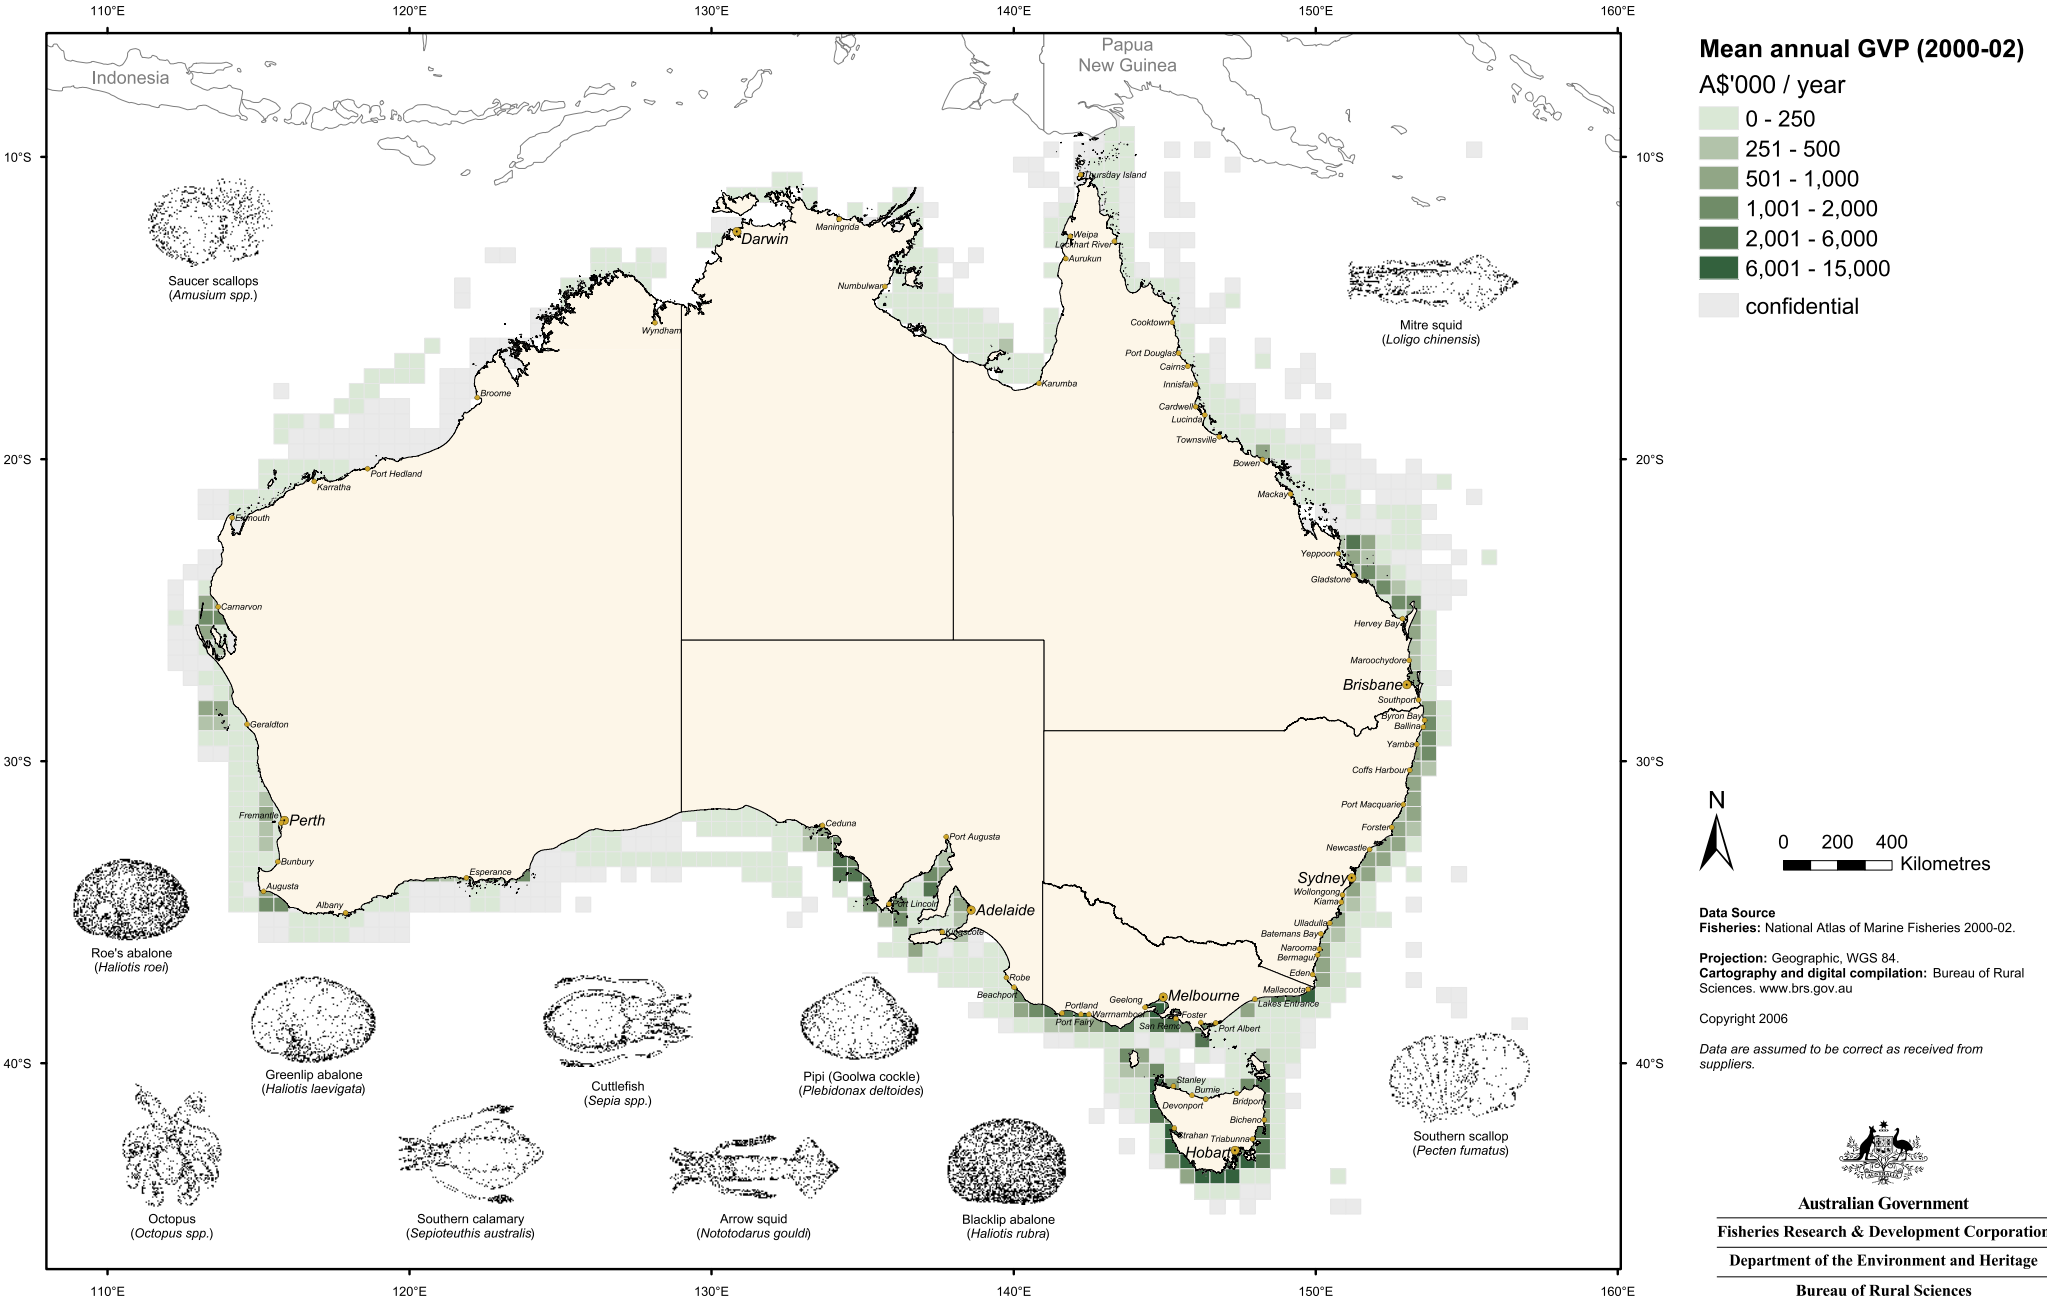 110°E
120°E
130°E
140°E
150°E
160°E
Indonesia
Papua
New Guinea
Mean annual GVP (2000-02)
A$'000 / year
0 - 250
251 - 500
501 - 1,000
1,001 - 2,000
2,001 - 6,000
6,001 - 15,000
confidential
10°S
10°S
Thursday Island
Saucer scallops
(Amusium spp.)
Darwin
Maningrida
Weipa
Lockhart River
Aurukun
Numbulwar
Wyndham
Cooktown
Mitre squid
(Loligo chinensis)
Port Douglas
Cairns
Karumba
Innisfail
Broome
Cardwell
Lucinda
Townsville
20°S
20°S
Bowen
Port Hedland
Karratha
Mackay
Exmouth
Yeppoon
Gladstone
Carnarvon
Hervey Bay
Maroochydore
Brisbane
Southport
Byron Bay
Ballina
Geraldton
Yamba
30°S
30°S
Coffs Harbour
Port Macquarie
Forster
Fremantle
Perth
Ceduna
Port Augusta
Newcastle
Bunbury
Esperance
Sydney
Augusta
Wollongong
Albany
Port Lincoln
Adelaide
Kiama
Ulladulla
Kingscote
Batemans Bay
Narooma
Bermagui
Eden
Robe
Beachport
Mallacoota
Lakes Entrance
Melbourne
Geelong
Portland
Warrnambool
Port Fairy
San Remo
Foster
Port Albert
N
0 200 400
Kilometres
Data Source
Fisheries: National Atlas of Marine Fisheries 2000-02.
Projection: Geographic, WGS 84.
Cartography and digital compilation: Bureau of Rural
Sciences. www.brs.gov.au
Copyright 2006
Data are assumed to be correct as received from
suppliers.
Roe's abalone
(Haliotis roei)
Greenlip abalone
(Haliotis laevigata)
Cuttlefish
(Sepia spp.)
Pipi (Goolwa cockle)
(Plebidonax deltoides)
40°S
40°S
Stanley
Burnie
Devonport
Bridport
Bicheno
Strahan
Triabunna
Hobart
Southern scallop
(Pecten fumatus)
Octopus
(Octopus spp.)
Southern calamary
(Sepioteuthis australis)
Arrow squid
(Nototodarus gouldi)
Blacklip abalone
(Haliotis rubra)
Australian Government
Fisheries Research & Development Corporation
Department of the Environment and Heritage
Bureau of Rural Sciences
110°E
120°E
130°E
140°E
150°E
160°E